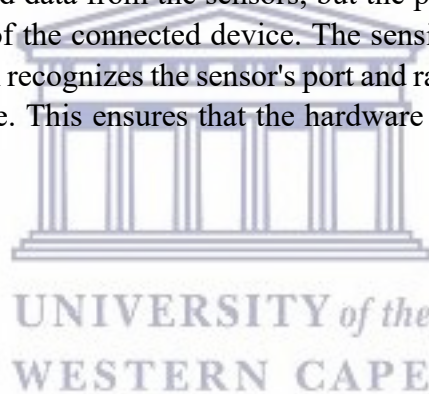 d data from the sensors, but the p
of the connected device. The sensi
recognizes the sensor's port and ra
e. This ensures that the hardware
UNIVERSITY of the
WESTERN CAPE